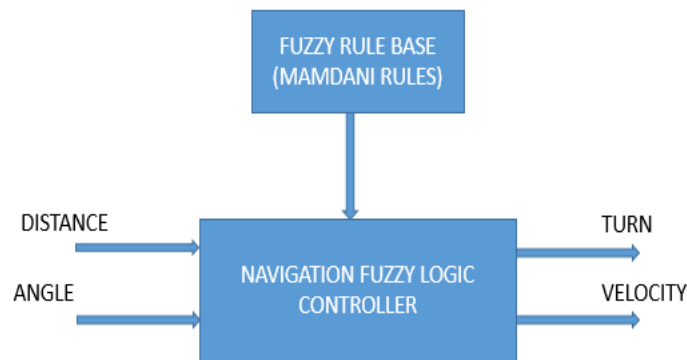 FUZZY RULE BASE
(MAMDANI RULES)
DISTANCE
TURN
NAVIGATION FUZZY LOGIC
CONTROLLER
ANGLE
VELOCITY